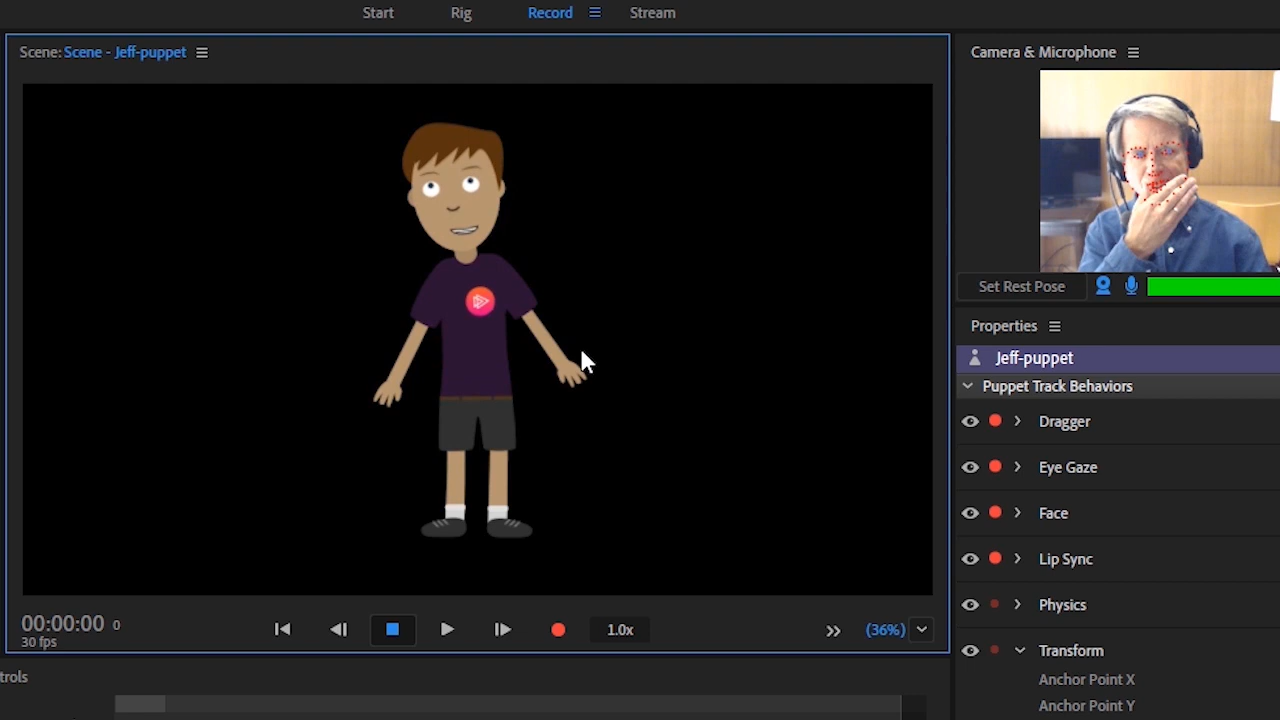 Start Rig Record Stream
Scene: Scene - Jeff-puppet
Camera & Microphone
Set Rest Pose
Properties
Jeff-puppet
Puppet Track Behaviors
Dragger
Eye Gaze
Face
Lip Sync
Physics
Transform
Anchor Point X
Anchor Point Y
00:00:00 0
30 fps
1.0x
(36%)
trols